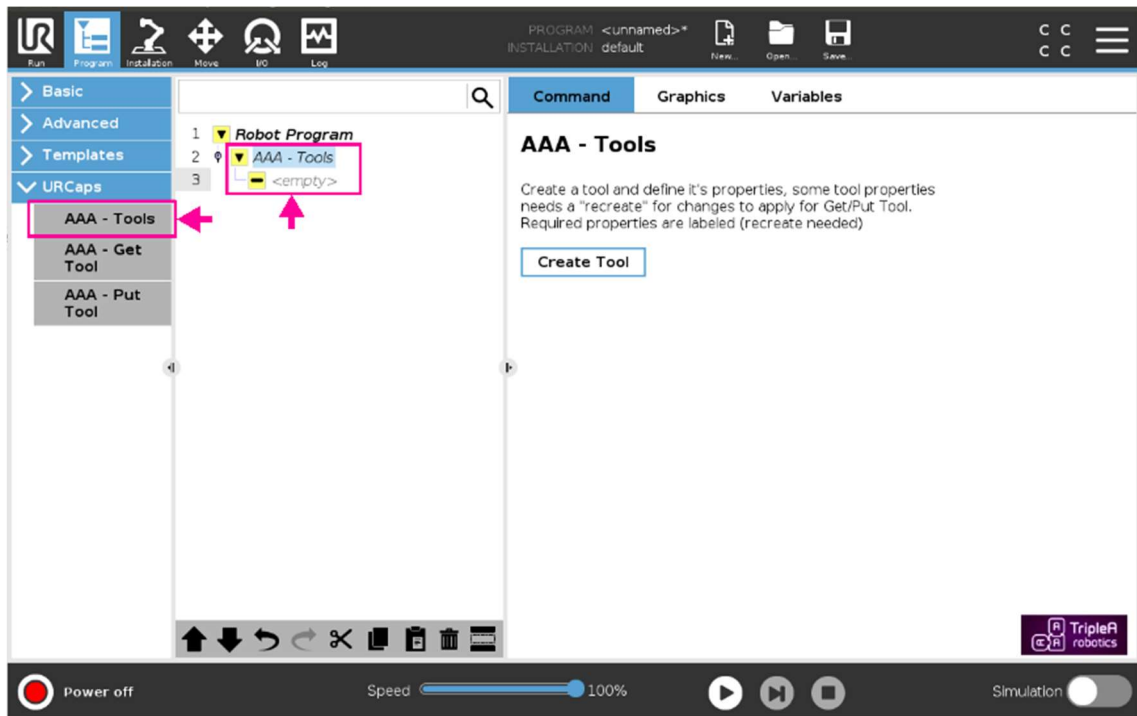 UR
PROGRAM <unnamed>*
INSTALLATION default
C C
C C
Run
Program
Installation
Move
I/O
Log
New...
Open...
Save...
Basic
Advanced
Templates
URCaps
AAA - Tools
AAA - Get
Tool
AAA - Put
Tool
1 Robot Program
2 AAA - Tools
3 <empty>
Command Graphics Variables
AAA - Tools
Create a tool and define it's properties, some tool properties
needs a "recreate" for changes to apply for Get/Put Tool.
Required properties are labeled (recreate needed)
Create Tool
A TripleA
A A robotics
Power off
Speed 100%
Simulation